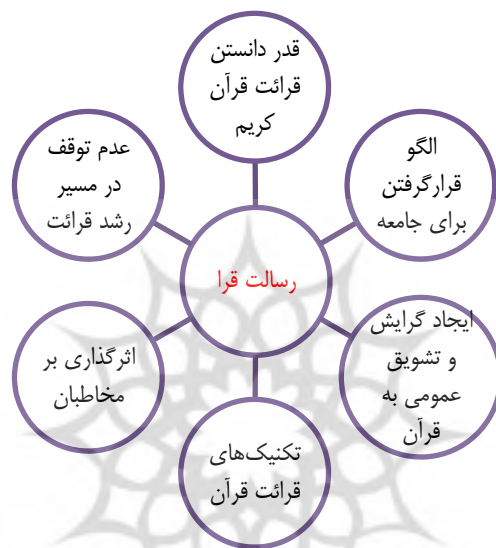 قدر دانستن
قرائت قرآن
کریم
الگو
قرارگرفتن
برای جامعه
ایجاد گرایش
و تشویق
عمومی به
قرآن
تکنیک‌های
قرائت قرآن
اثرگذاری بر
مخاطبان
عدم توقف
در مسیر
رشد قرائت
رسالت قرا